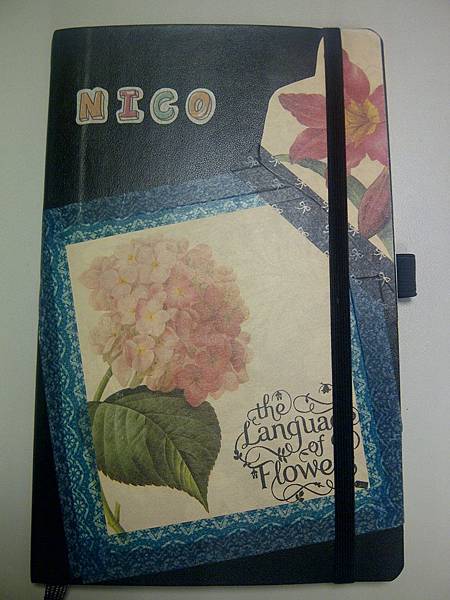 NICO
the
Language
of
Flowers